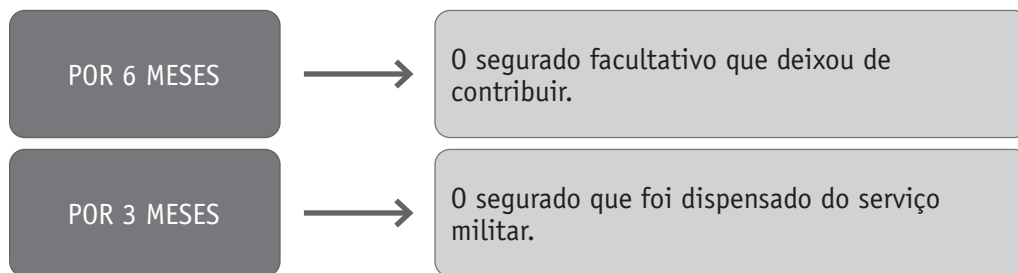 POR 6 MESES
O segurado facultativo que deixou de
contribuir.
POR 3 MESES
O segurado que foi dispensado do serviço
militar.